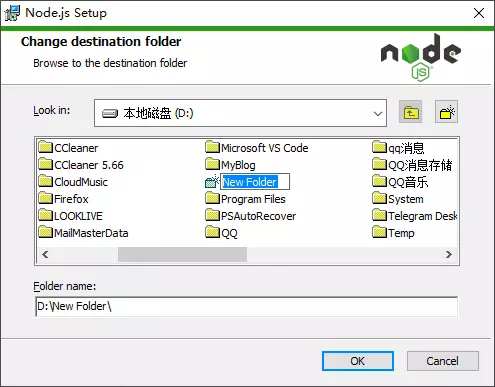 Node.js Setup
Change destination folder
Browse to the destination folder
node
JS
Look in:
本地磁盘 (D:)
CCleaner
CCleaner 5.66
CloudMusic
Firefox
LOOKLIVE
MailMasterData
Microsoft VS Code
MyBlog
New Folder
Program Files
PSAutoRecover
QQ
qq消息
QQ消息存储
QQ音乐
System
Telegram Desk
Temp
Folder name:
D:\New Folder\
OK
Cancel